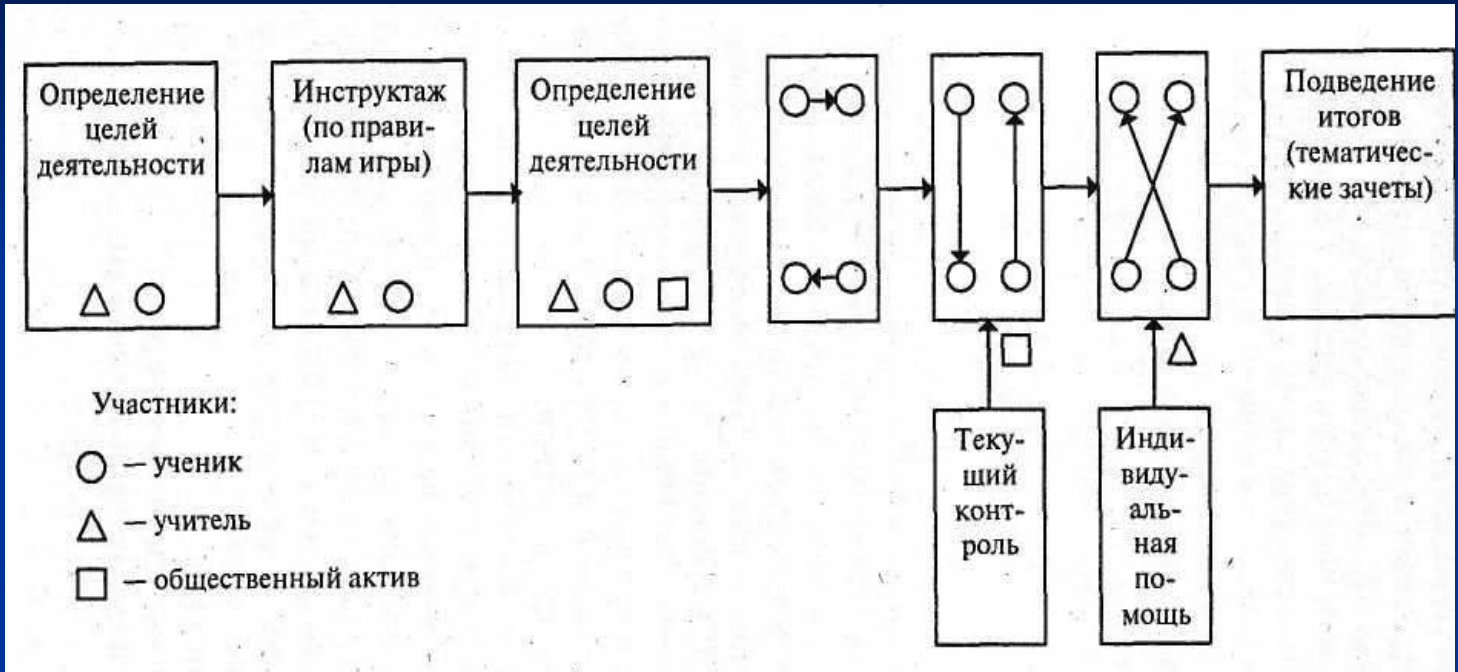 Определение
целей
деятельности
Инструктаж
(по прави-
лам игры)
Определение
целей
деятельности
Подведение
итогов
(тематичес-
кие зачеты)
Участники:
— ученик
— учитель
— общественный актив
Теку-
ший
конт-
роль
Инди-
виду-
аль-
ная
по-
мощь